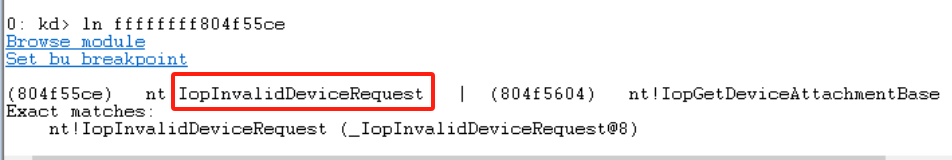 0: kd> ln ffffffff804f55ce
Browse module
Set bu breakpoint
(804f55ce) nt IopInvalidDeviceRequest | (804f5604) nt!IopGetDeviceAttachmentBase
Exact matches:
nt!IopInvalidDeviceRequest (_IopInvalidDeviceRequest@8)